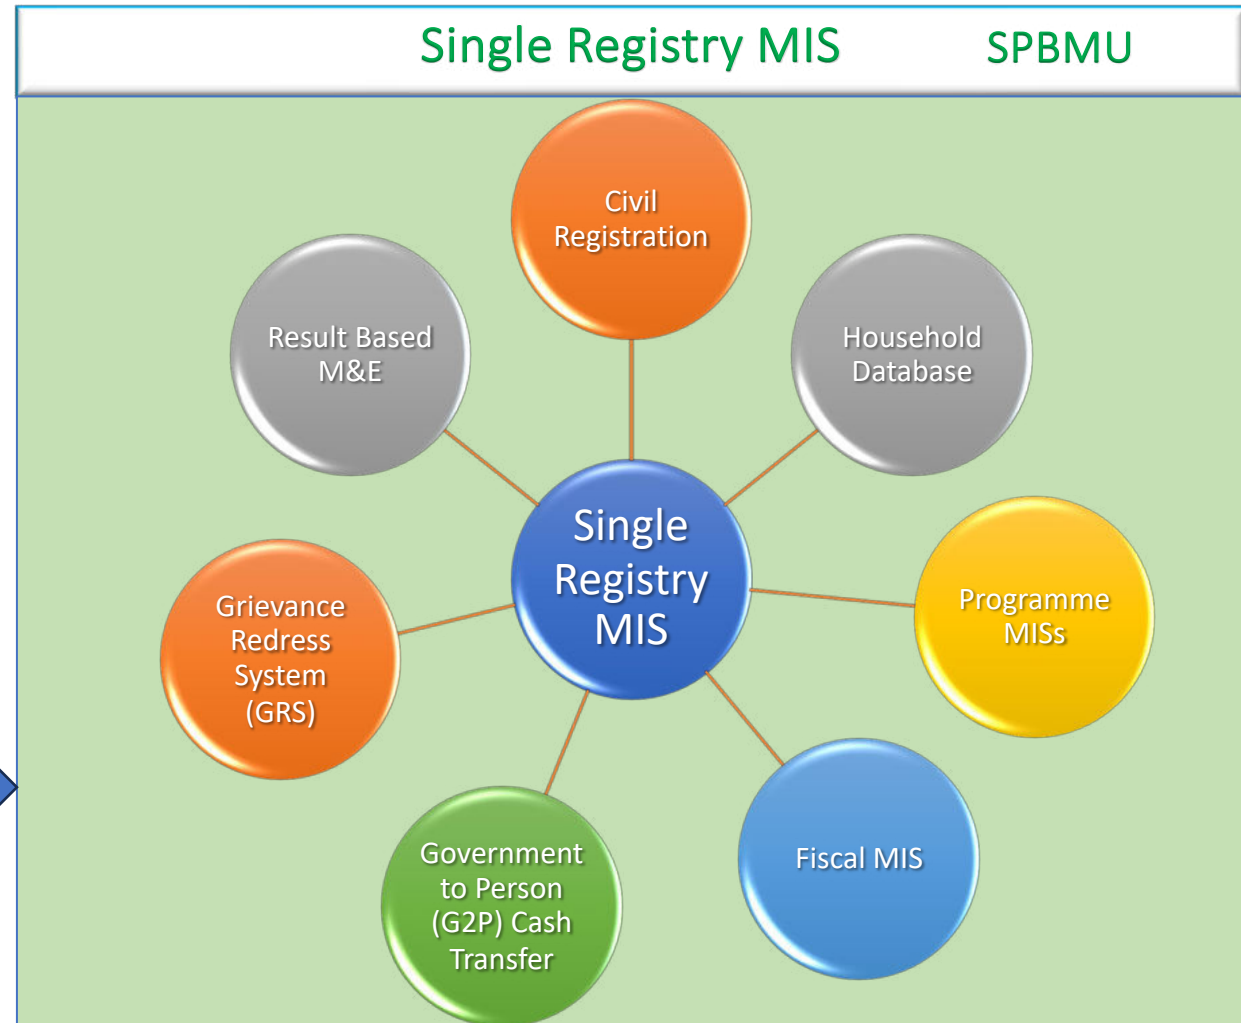 Single Registry MIS SPBMU
Civil
Registration
Household
Database
Programme
MISs
Fiscal MIS
Government
to Person
(G2P) Cash
Transfer
Grievance
Redress
System
(GRS)
Result Based
M&E
Single
Registry
MIS